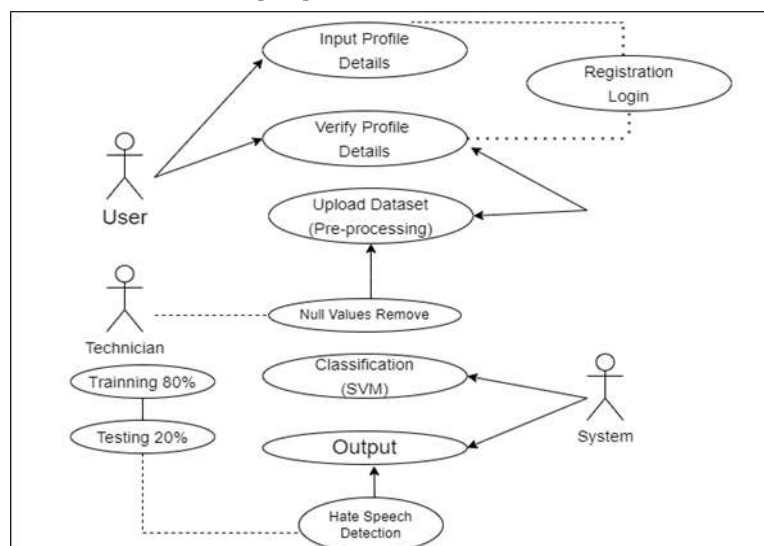 Input Profile
Details
Registration
Login
Verify Profile
Details
User
Upload Dataset
(Pre-processing)
Null Values Remove
Technician
Classification
(SVM)
Trainning 80%
Testing 20%
System
Output
Hate Speech
Detection